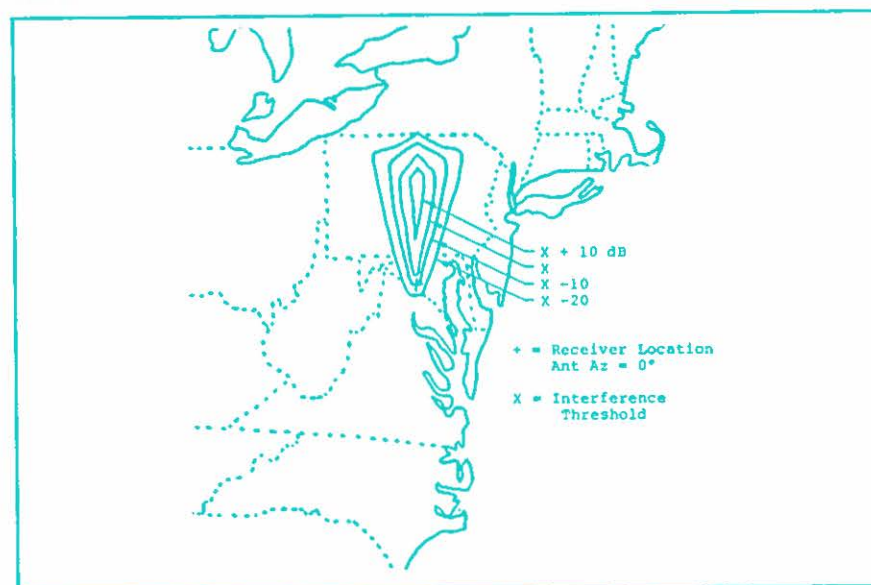 X + 10 dB
X
X -10
X -20
+ = Receiver Location
Ant Az = 0°
X = Interference
Threshold